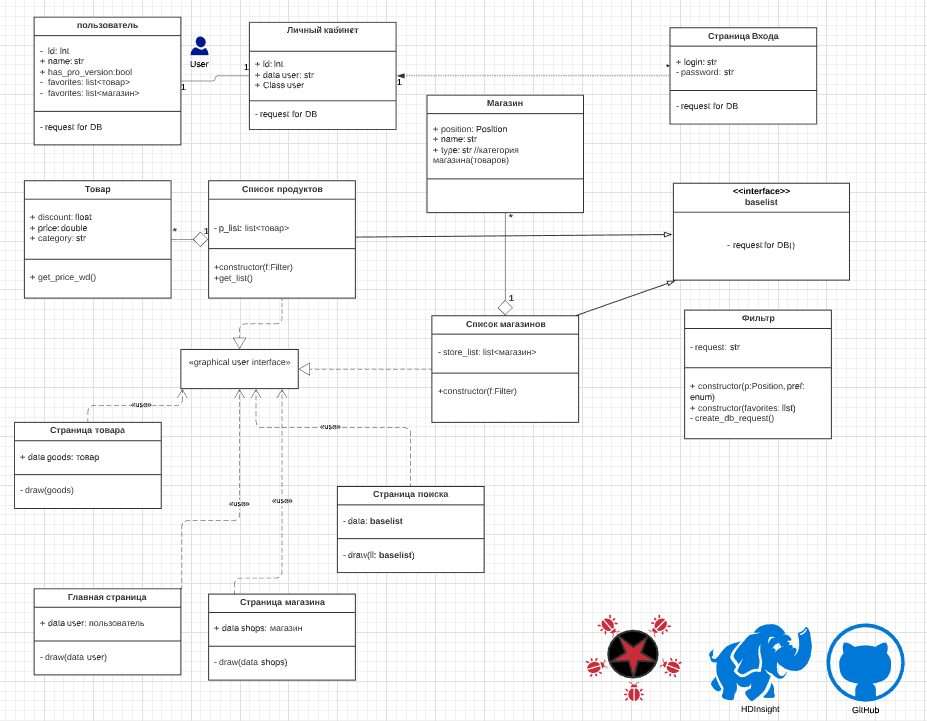 пользователь
- Id: Int
+ name: str
+ has_pro_version:bool
- favorites: list<товар>
- favorites: list<магазин>
- request for DB
User
1
1
Личный кабинет
+ Id: Int
+ data user: str
+ Class user
- request for DB
1
*
Страница Входа
+ login: str
- password: str
- request for DB
Магазин
+ position: Position
+ name: str
+ type: str //категория
магазина(товаров)
*
1
Товар
+ discount: float
+ price: double
+ category: str
+ get_price_wd()
*
1
Список продуктов
- p_list: list<товар>
+constructor(f:Filter)
+get_list()
<<interface>>
baselist
- request for DB()
Список магазинов
- store_list: list<магазин>
+constructor(f:Filter)
Фильтр
- request: str
+ constructor(p:Position, pref:
enum)
+ constructor(favorites: list)
- create_db_request()
«graphical user interface»
«use»
«use»
«use»
«use»
Страница товара
+ data goods: товар
- draw(goods)
Страница поиска
- data: baselist
- draw(ll: baselist)
Главная страница
+ data user: пользователь
- draw(data user)
Страница магазина
+ data shops: магазин
- draw(data shops)
HDInsight
GitHub